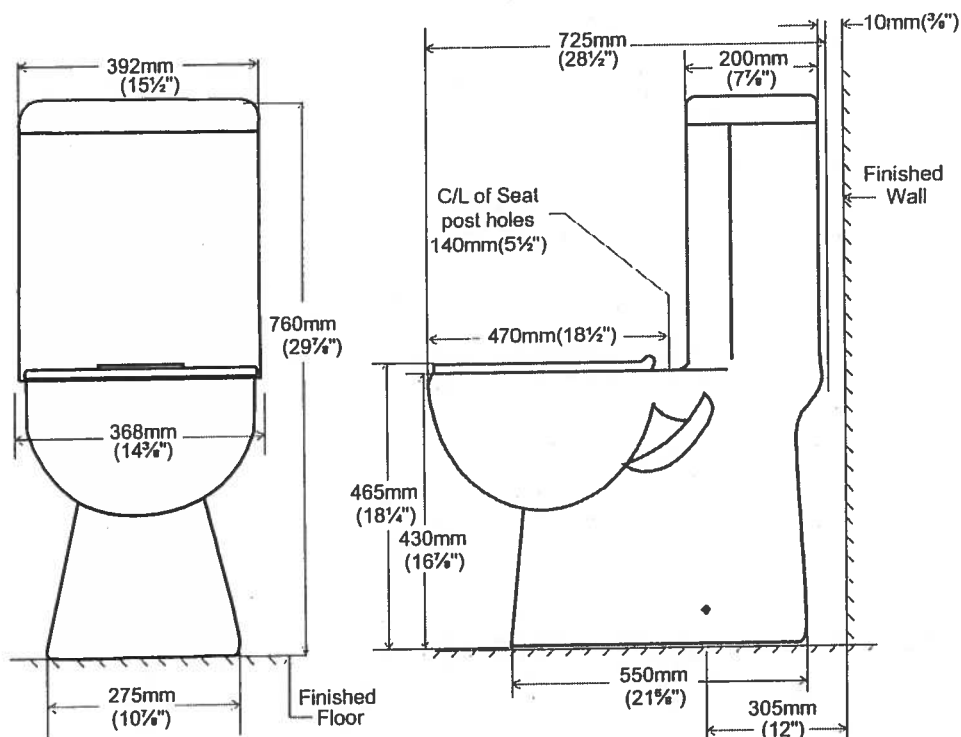 392mm
(15½")
760mm
(29⅞")
368mm
(14⅜")
275mm
(10⅞")
Finished
Floor
725mm
(28½")
200mm
(7⅞")
10mm(⅜")
Finished
Wall
C/L of Seat
post holes
140mm(5½")
470mm(18½")
465mm
(18¼")
430mm
(16⅞")
550mm
(21⅝")
305mm
(12")